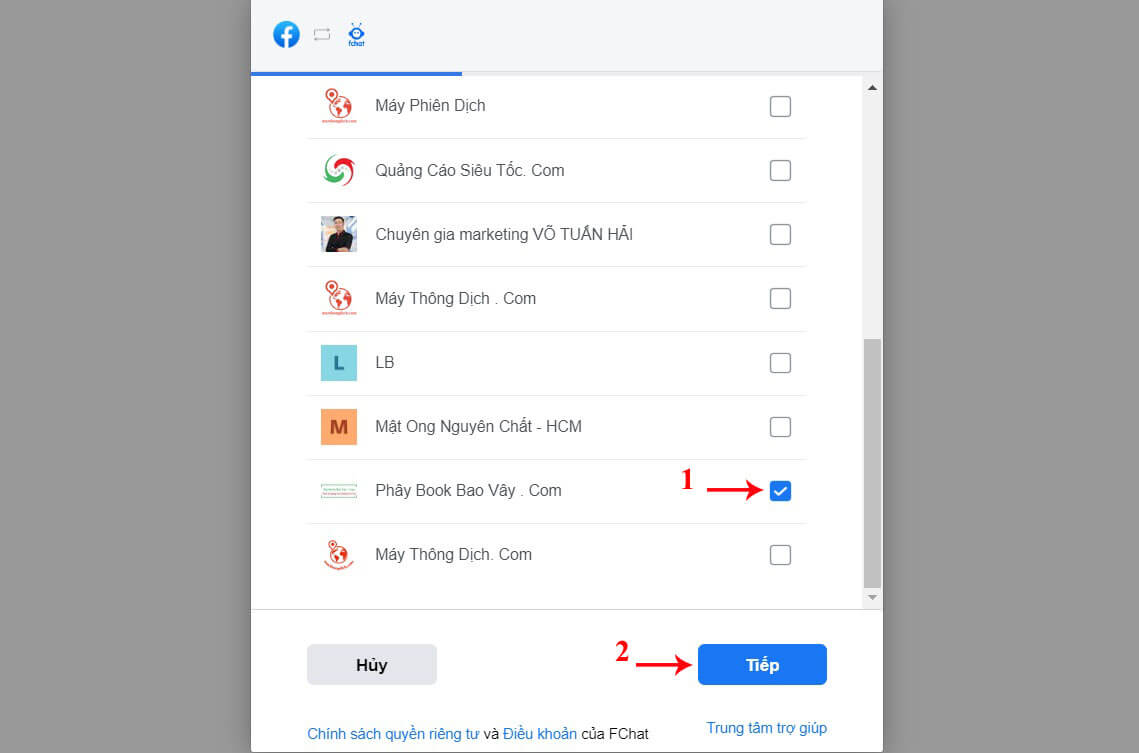 fchat
Máy Phiên Dịch
Quảng Cáo Siêu Tốc. Com
Chuyên gia marketing VÕ TUẤN HẢI
Máy Thông Dịch . Com
L
LB
M
Mật Ong Nguyên Chất - HCM
Phây Book Bao Vây . Com
1
Máy Thông Dịch. Com
Hủy
2
Tiếp
Chính sách quyền riêng tư và Điều khoản của FChat
Trung tâm trợ giúp